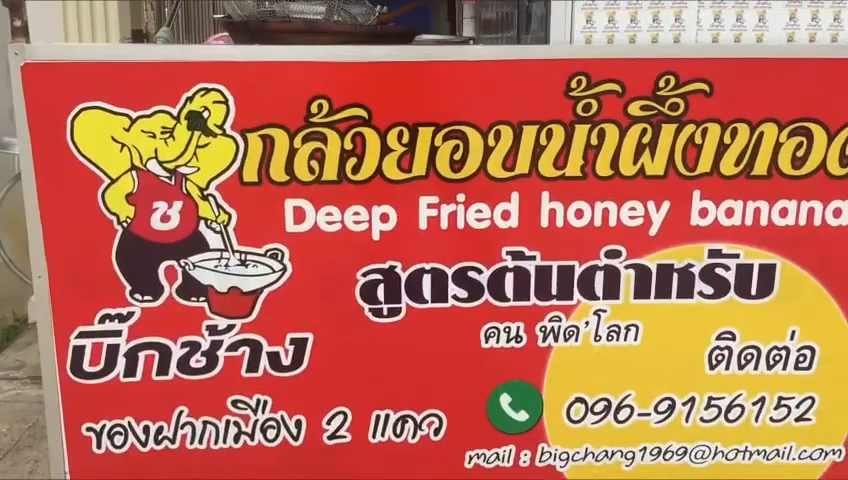 กล้วยอบน้ำผึ้งทอด
Deep Fried honey banana
ช
สูตรต้นตำหรับ
คน พิด'โลก
บิ๊กช้าง
ติดต่อ
096-9156152
ของฝากเมือง 2 แคว
mail : bigchang1969@hotmail.com